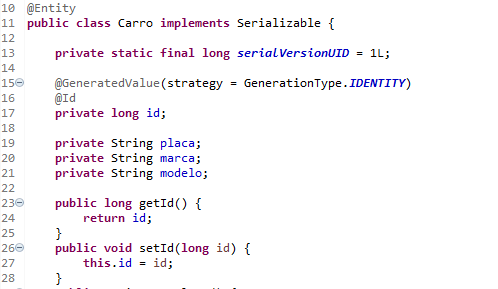 10 @Entity
11 public class Carro implements Serializable {
12
13 private static final long serialVersionUID = 1L;
14
15 @GeneratedValue(strategy = GenerationType.IDENTITY)
16 @Id
17 private long id;
18
19 private String placa;
20 private String marca;
21 private String modelo;
22
23 public long getId() {
24 return id;
25 }
26 public void setId(long id) {
27 this.id = id;
28 }